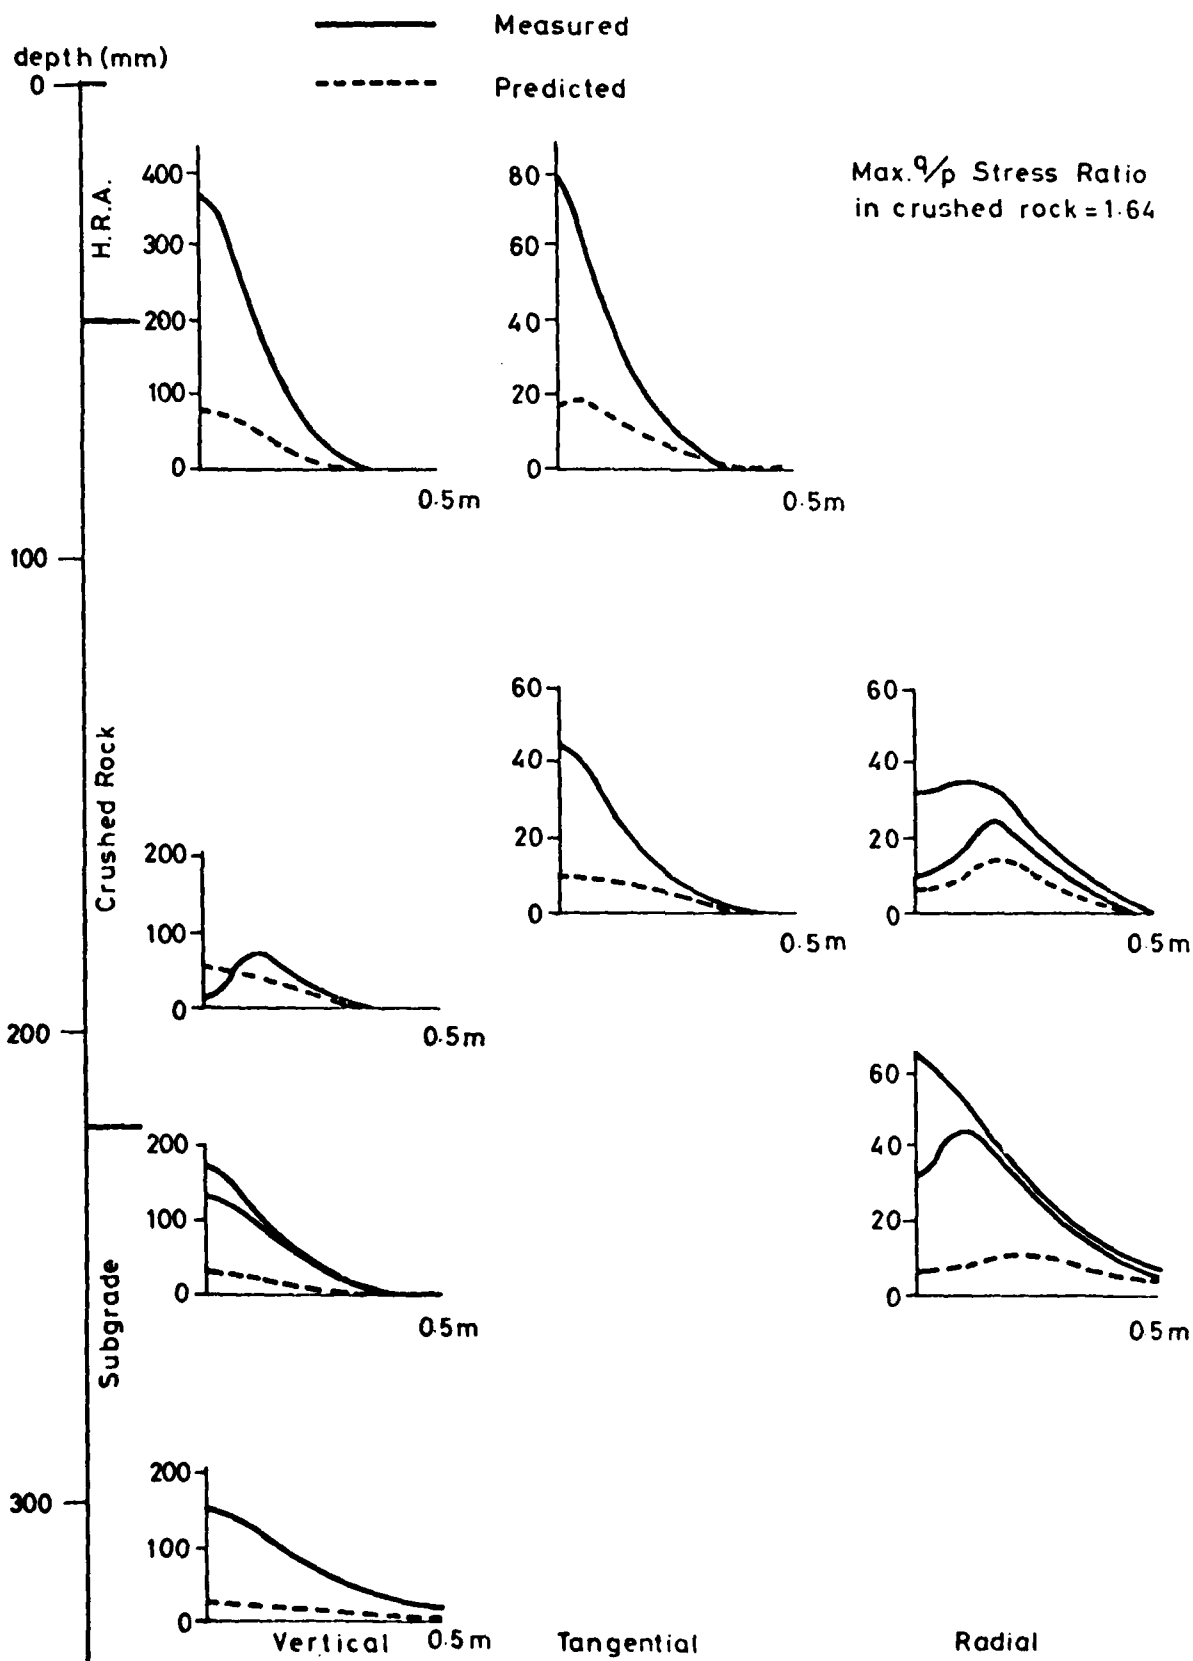 Measured
depth (mm)
0
Predicted
H.R.A.
400
300
200
100
0
0.5m
80
60
40
20
0
0.5m
Max. q/p Stress Ratio
in crushed rock = 1.64
100
Crushed Rock
60
40
20
0
0.5m
60
40
20
0
0.5m
200
100
0
0.5m
200
60
40
20
0
0.5m
200
100
0
0.5m
Subgrade
300
200
100
0
Vertical 0.5m Tangential Radial